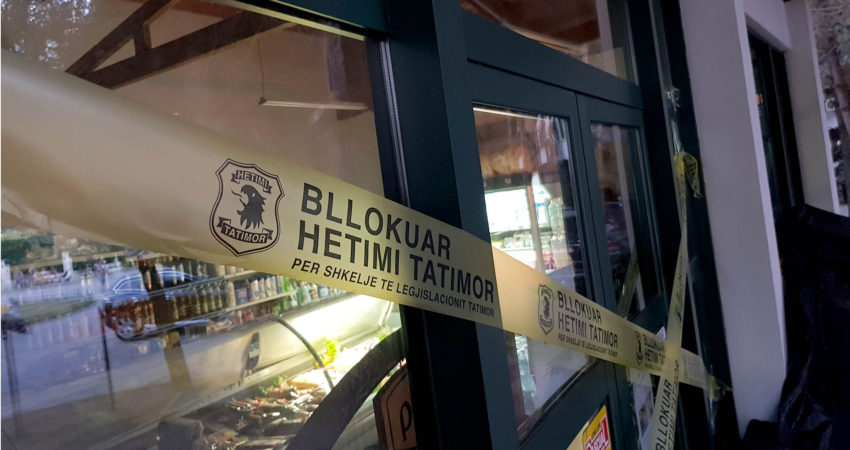 HETIMI
TATIMOR
BLLOKUAR
HETIMI TATIMOR
PER SHKELJE TE LEGJISLACIONIT TATIMOR
BLLOKUAR
HETIMI TATIMOR
PER SHKELJE TE LEGJISLACIONIT TATIMOR